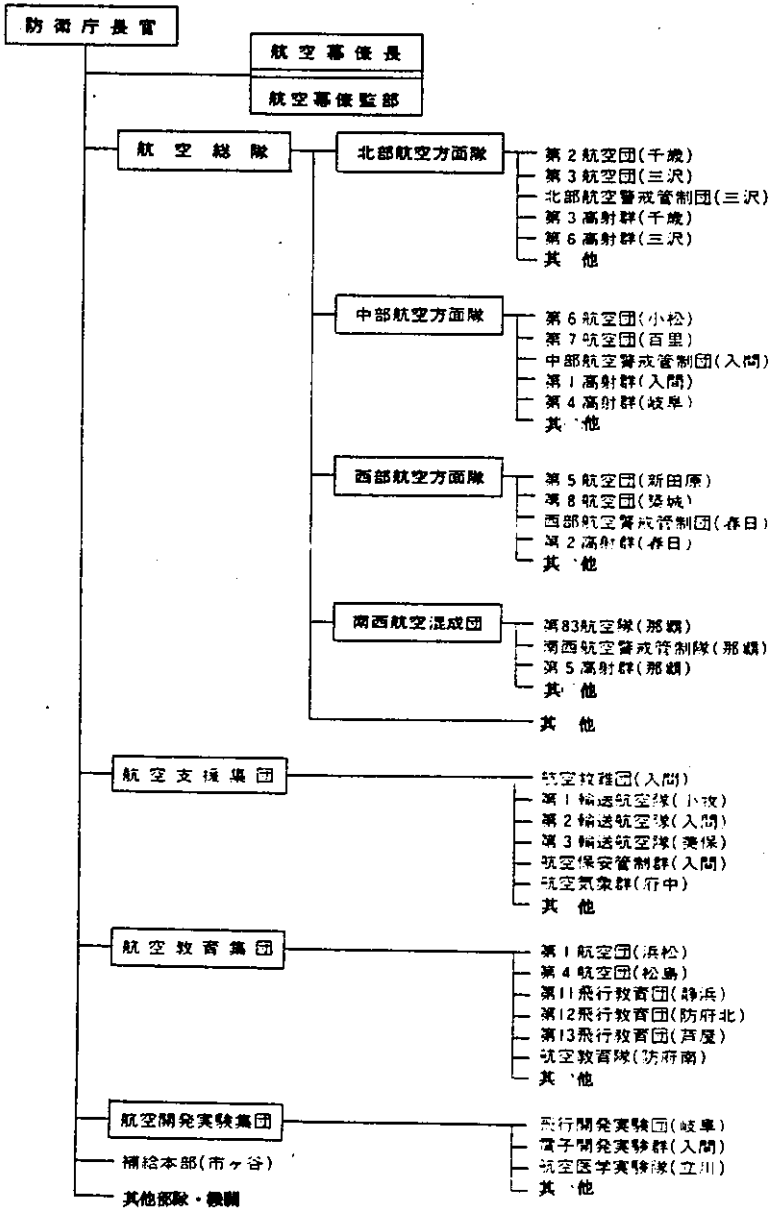 防衛庁長官
航空幕僚長
航空幕僚監部
航空総隊
北部航空方面隊
第2航空団(千歳)
第3航空団(三沢)
北部航空警戒管制団(三沢)
第3高射群(千歳)
第6高射群(三沢)
其他
中部航空方面隊
第6航空団(小松)
第7航空団(百里)
中部航空警戒管制団(入間)
第1高射群(入間)
第4高射群(岐阜)
其他
西部航空方面隊
第5航空団(新田原)
第8航空団(築城)
西部航空警戒管制団(春日)
第2高射群(春日)
其他
南西航空混成団
第83航空隊(那覇)
南西航空警戒管制隊(那覇)
第5高射群(那覇)
其他
其他
航空支援集団
航空救難団(入間)
第1輸送航空隊(小牧)
第2輸送航空隊(入間)
第3輸送航空隊(美保)
航空保安管制群(入間)
航空気象群(府中)
其他
航空教育集団
第1航空団(浜松)
第4航空団(松島)
第11飛行教育団(静浜)
第12飛行教育団(防府北)
第13飛行教育団(芦屋)
航空教育隊(防府南)
其他
航空開発実験集団
飛行開発実験団(岐阜)
電子開発実験群(入間)
航空医学実験隊(立川)
其他
補給本部(市ヶ谷)
其他部隊・機関